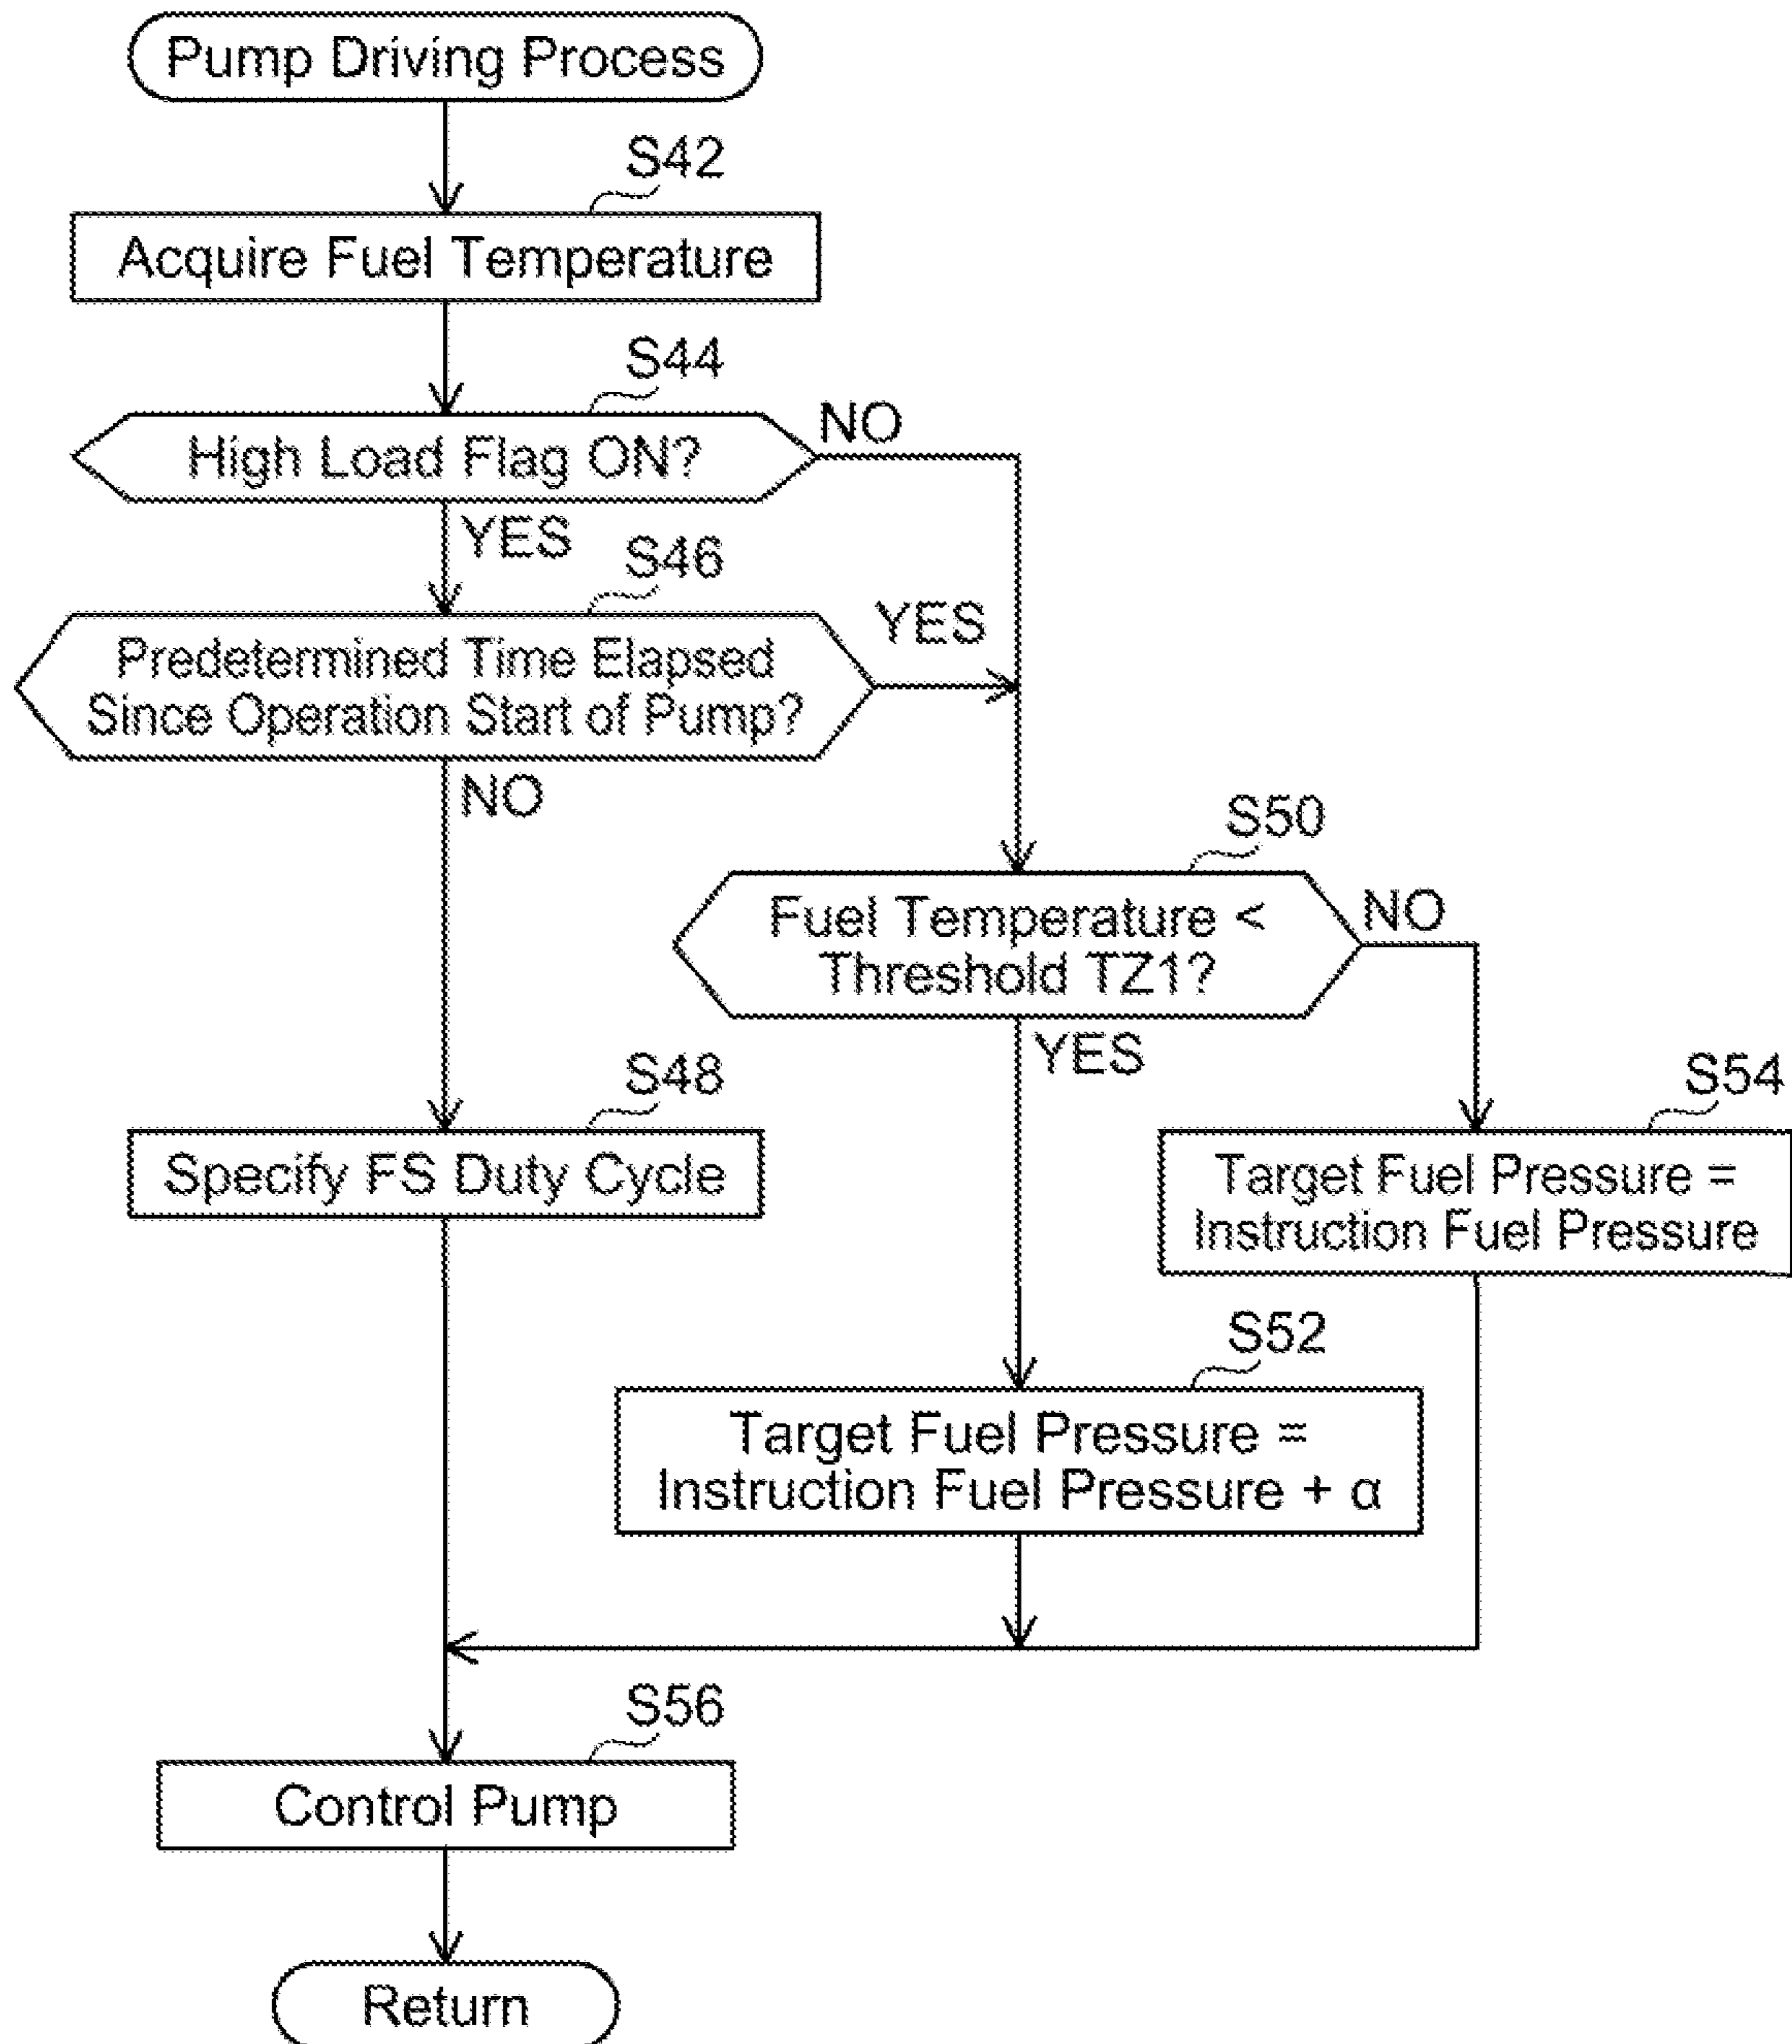 Pump Driving Process
S42
Acquire Fuel Temperature
S44
High Load Flag ON?
NO
YES
S46
Predetermined Time Elapsed
Since Operation Start of Pump?
YES
NO
S50
Fuel Temperature <
Threshold TZ1?
NO
YES
S48
Specify FS Duty Cycle
S54
Target Fuel Pressure =
Instruction Fuel Pressure
S52
Target Fuel Pressure =
Instruction Fuel Pressure + α
S56
Control Pump
Return